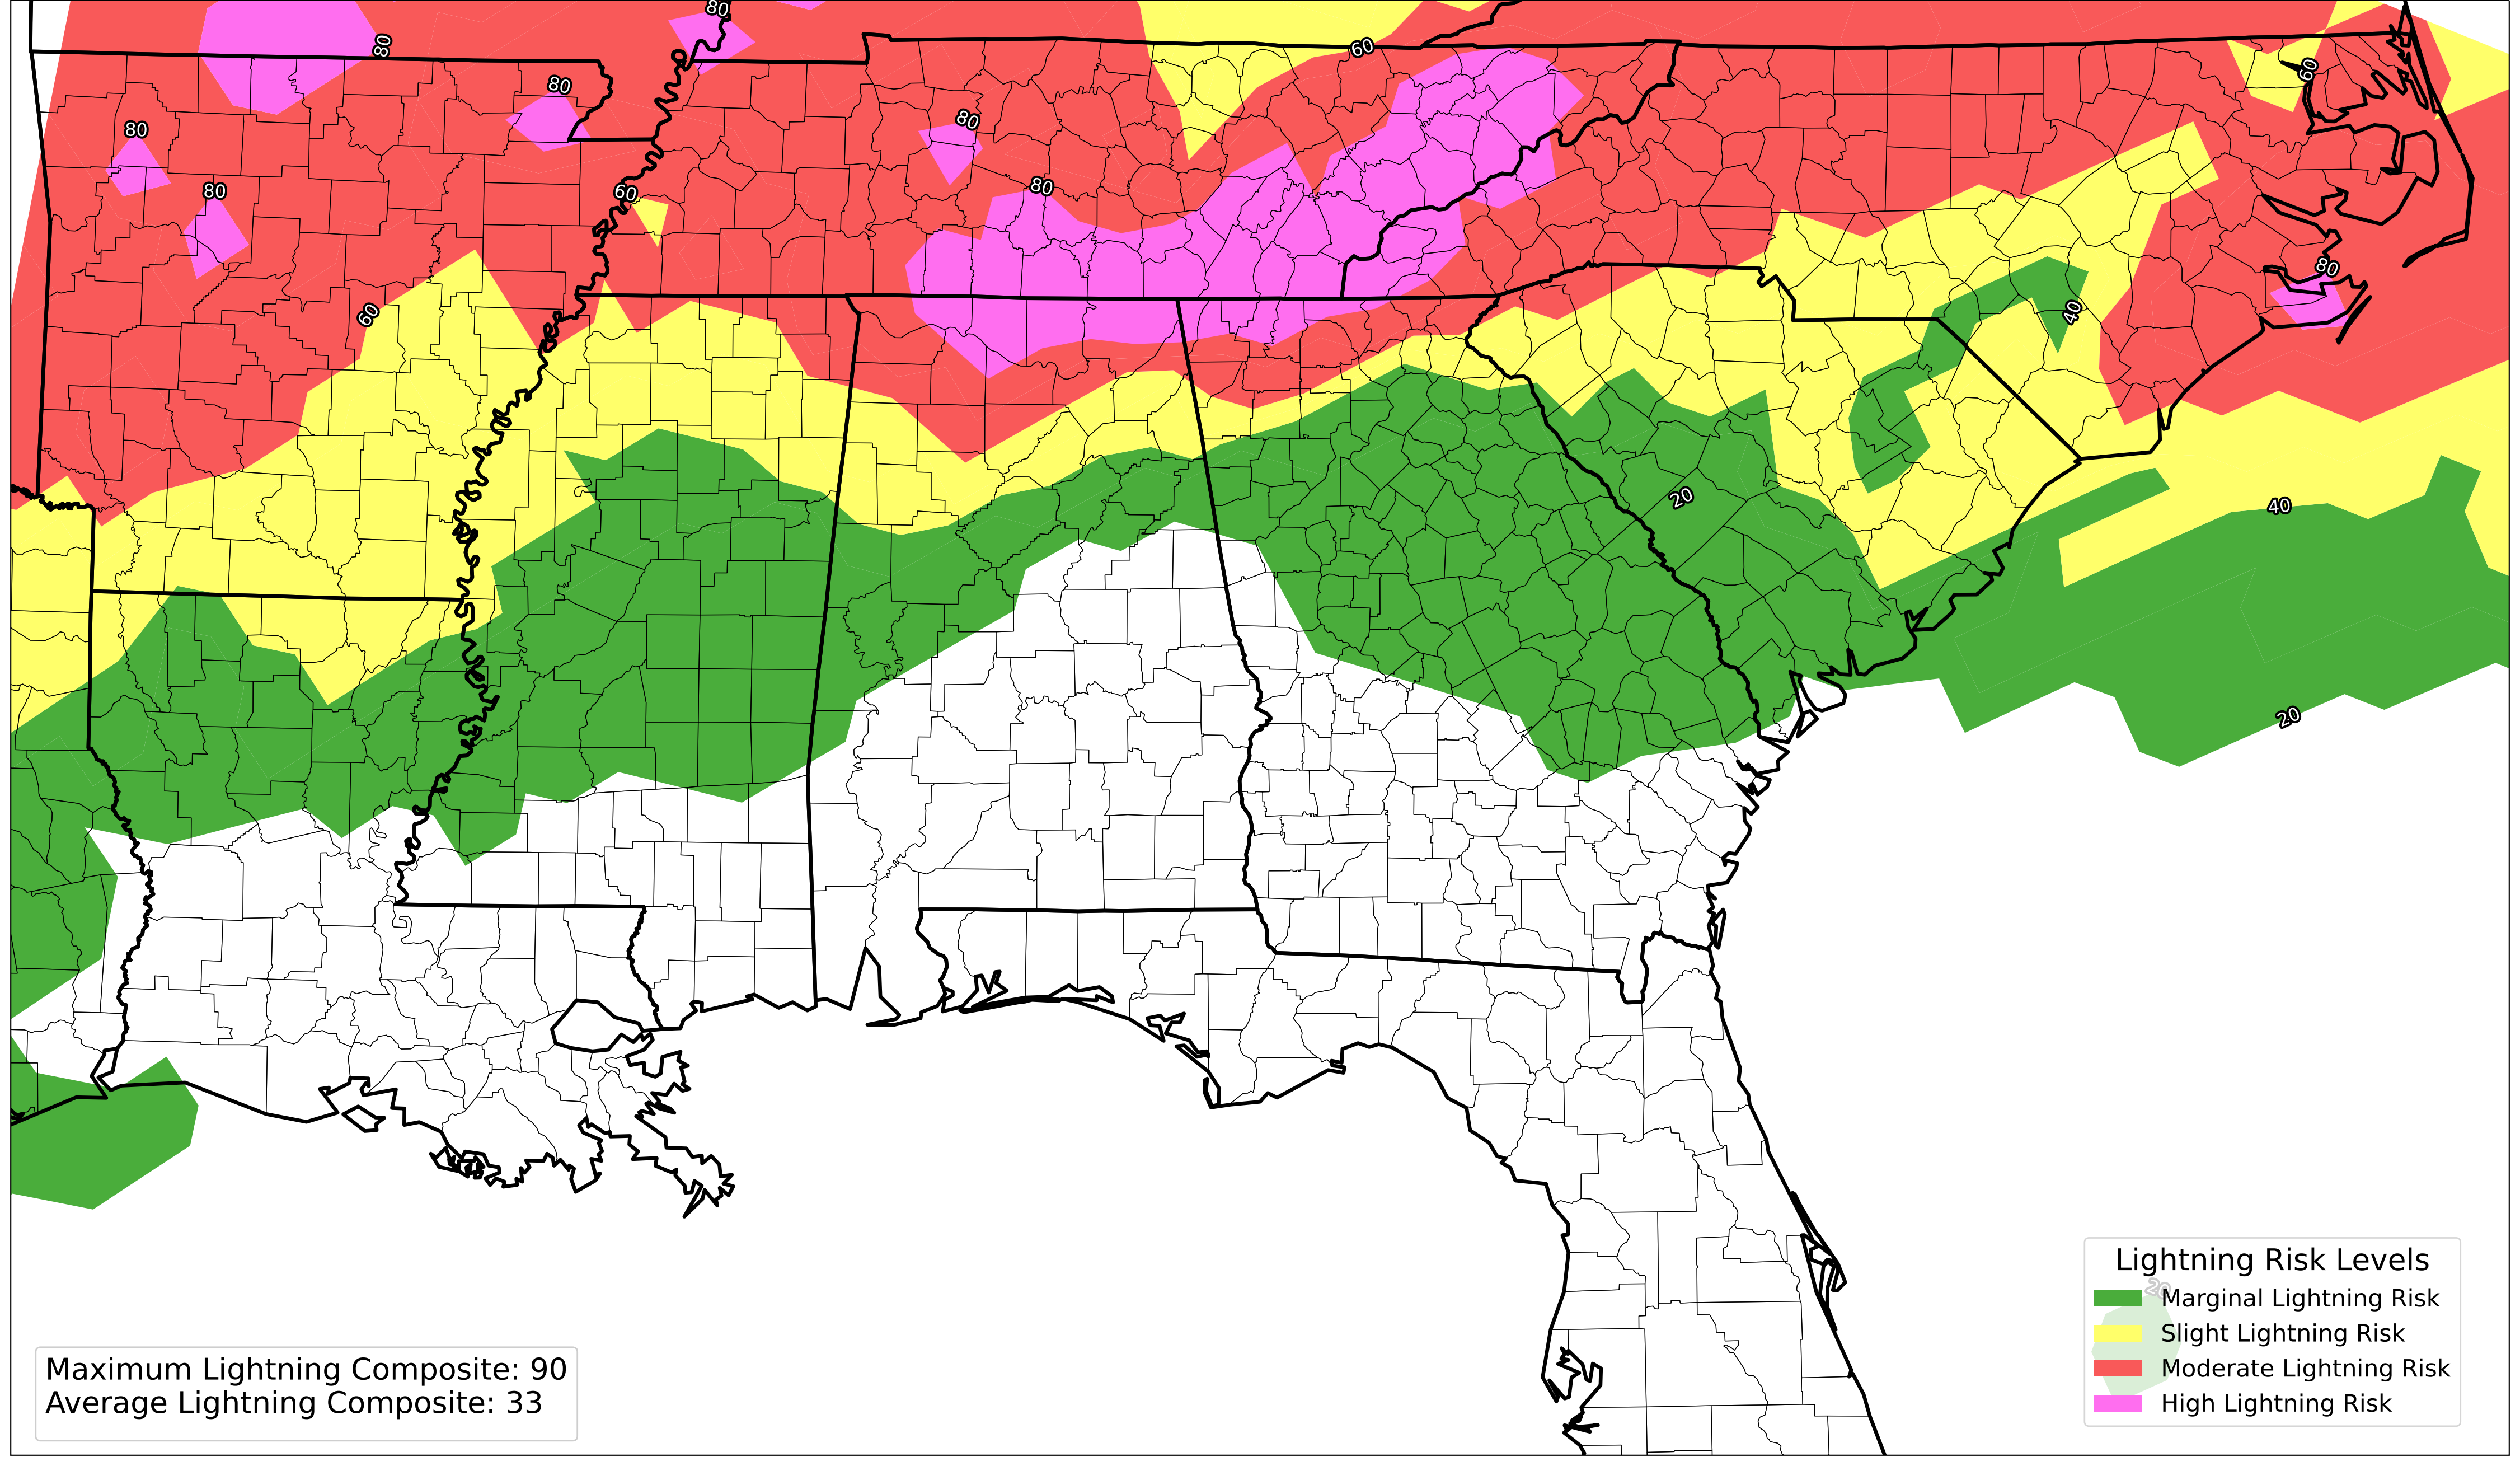 80
80
80
60
80
60
80
80
60
80
80
80
60
40
20
40
20
Lightning Risk Levels
20
Marginal Lightning Risk
Slight Lightning Risk
Moderate Lightning Risk
High Lightning Risk
Maximum Lightning Composite: 90
Average Lightning Composite: 33